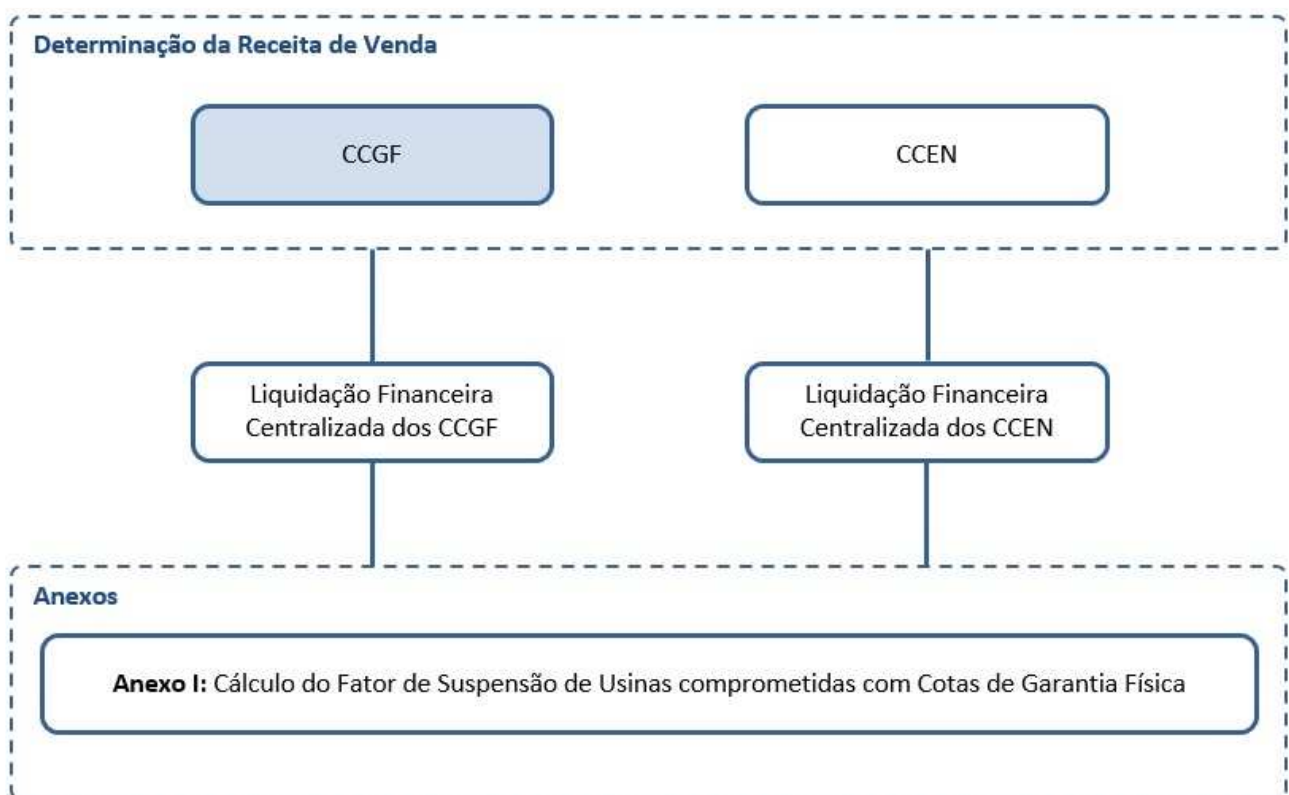 Determinação da Receita de Venda
CCGF
CCEN
Liquidação Financeira
Centralizada dos CCGF
Liquidação Financeira
Centralizada dos CCEN
Anexos
Anexo I: Cálculo do Fator de Suspensão de Usinas comprometidas com Cotas de Garantia Física